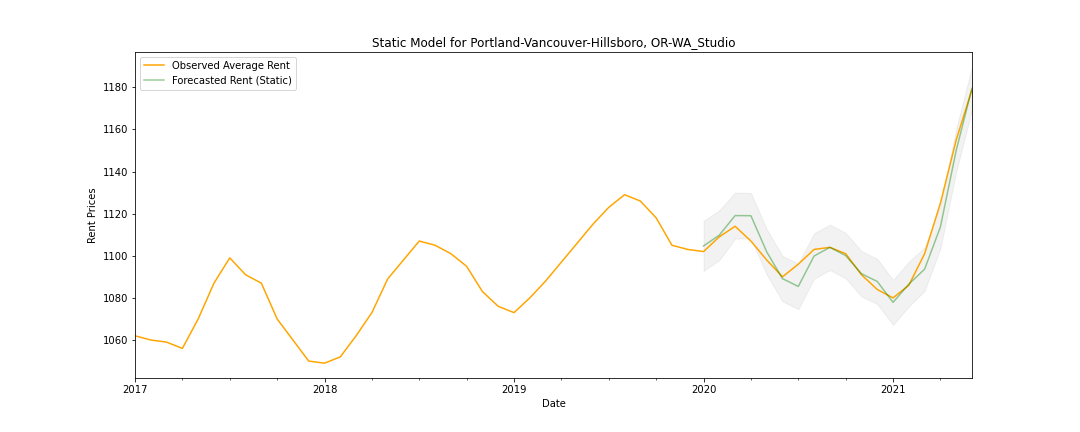 Static Model for Portland-Vancouver-Hillsboro, OR-WA_Studio
Observed Average Rent
Forecasted Rent (Static)
Rent Prices
1180
1160
1140
1120
1100
1080
1060
2017
2018
2019
2020
2021
Date